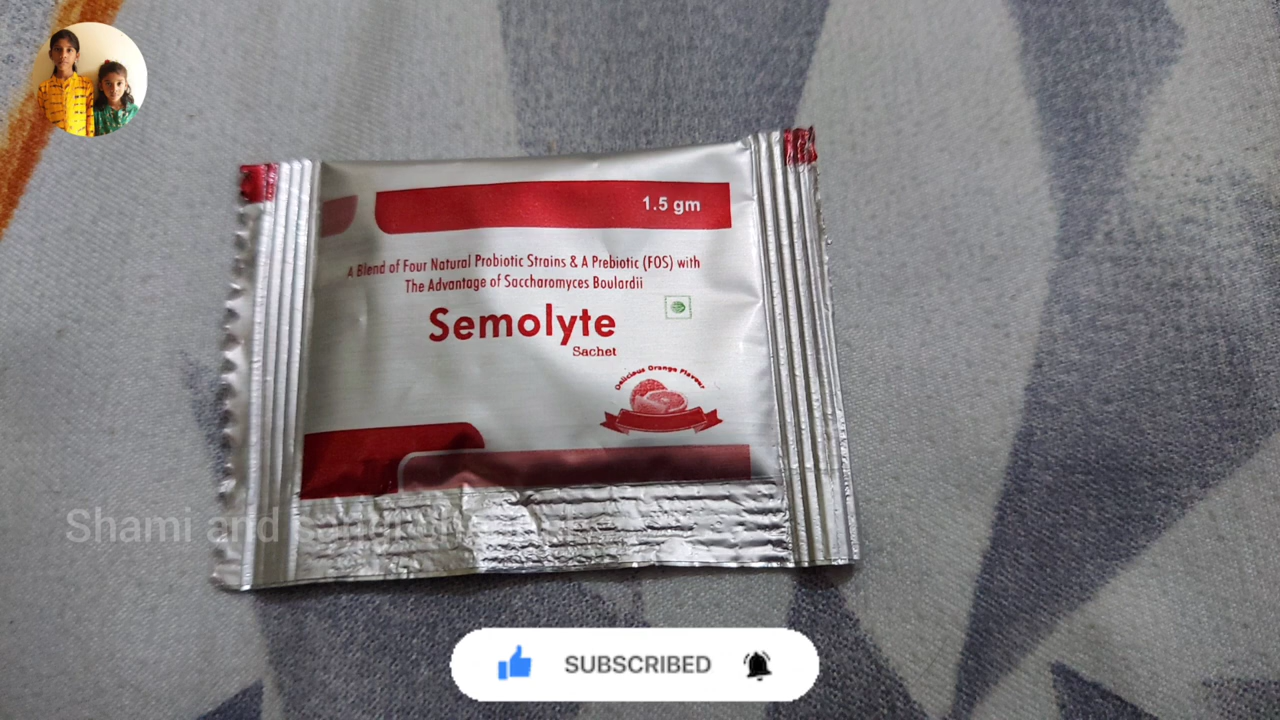 1.5 gm
A Blend of Four Natural Probiotic Strains & A Prebiotic (FOS) with
The Advantage of Saccharomyces Boulardii
Semolyte
Sachet
Delicious Orange Flavour
Shami and
SUBSCRIBED